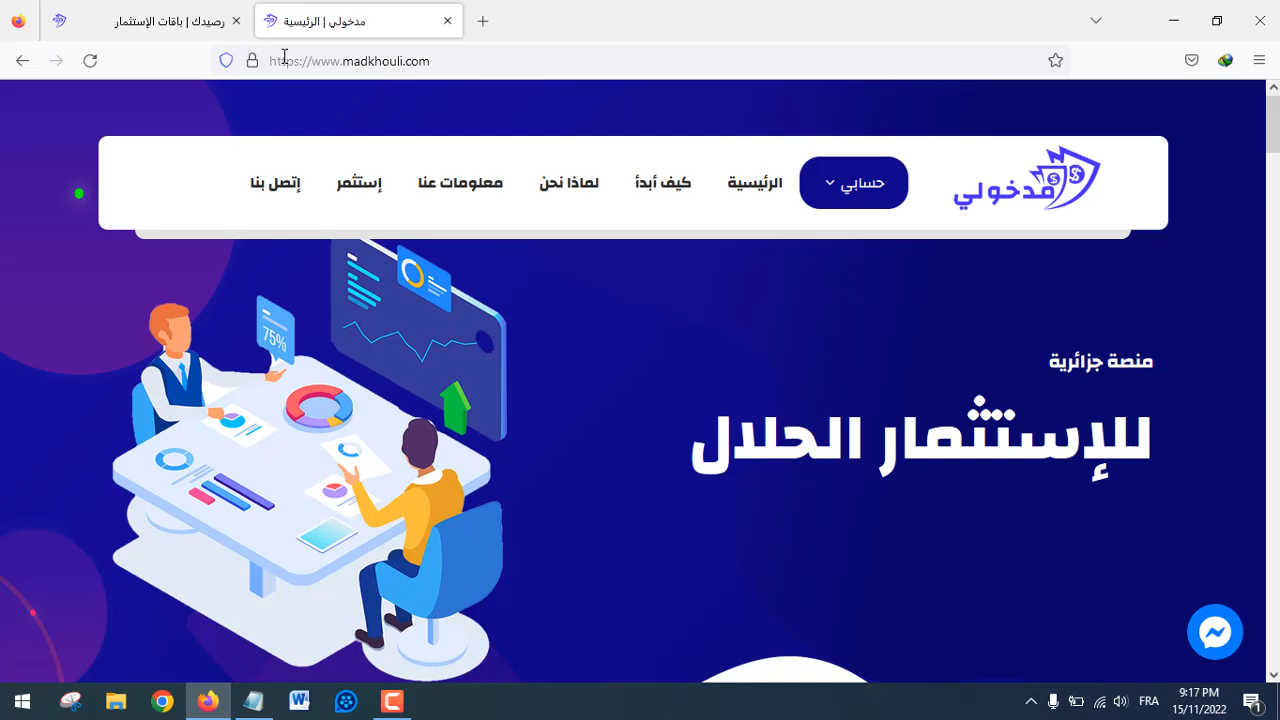 رصيدك | باقات الإستثمار
مدخولي | الرئيسية
https://www.madkhouli.com
مدخولي
حسابي
الرئيسية
كيف أبدأ
لماذا نحن
معلومات عنا
إستثمر
إتصل بنا
75%
منصة جزائرية
للإستثمار الحلال
FRA
9:17 PM
15/11/2022
1